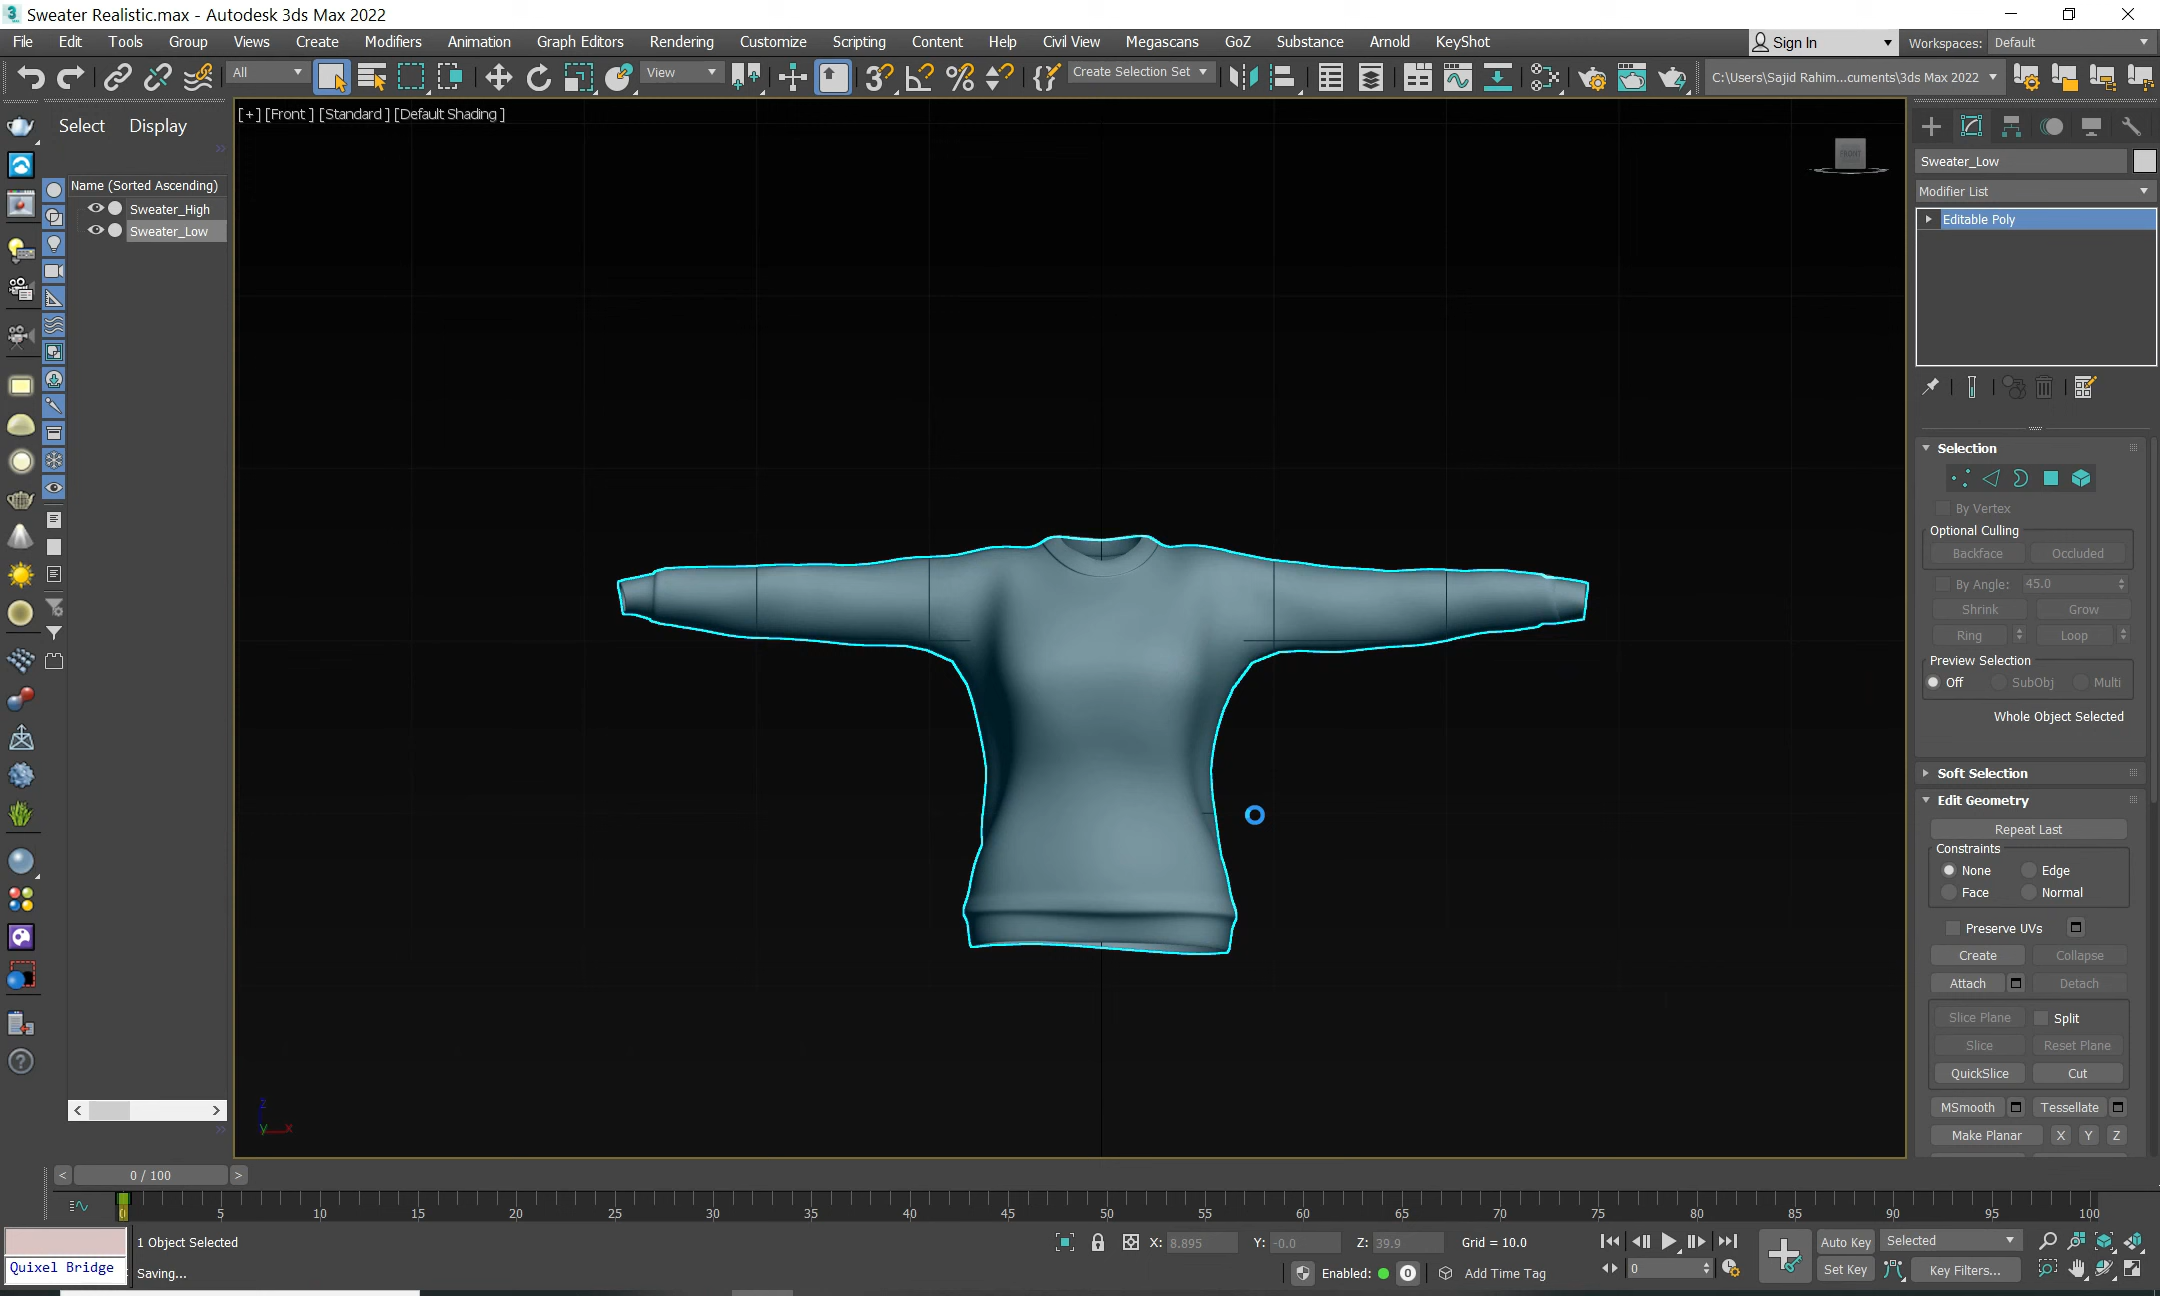 Sweater Realistic.max - Autodesk 3ds Max 2022
File Edit Tools Group Views Create Modifiers Animation Graph Editors Rendering Customize Scripting Content Help Civil View Megascans GoZ Substance Arnold KeyShot Sign In Workspaces: Default
All View Create Selection Set C:\Users\Sajid Rahim...cuments\3ds Max 2022
Select Display
[+] [Front ] [Standard ] [Default Shading ]
FRONT
Name (Sorted Ascending)
Sweater_High
Sweater_Low
Sweater_Low
Modifier List
Editable Poly
Selection
By Vertex
Optional Culling
Backface Occluded
By Angle: 45.0
Shrink Grow
Ring Loop
Preview Selection
Off SubObj Multi
Whole Object Selected
Soft Selection
Edit Geometry
Repeat Last
Constraints
None Edge
Face Normal
Preserve UVs
Create Collapse
Attach Detach
Slice Plane Split
Slice Reset Plane
QuickSlice Cut
MSmooth Tessellate
Make Planar X Y Z
z
y x
< 0 / 100 >
0 5 10 15 20 25 30 35 40 45 50 55 60 65 70 75 80 85 90 95 100
1 Object Selected X: 8.895 Y: -0.0 Z: 39.9 Grid = 10.0 Auto Key Selected
Quixel Bridge Saving... Enabled: 0 Add Time Tag 0 Set Key Key Filters...